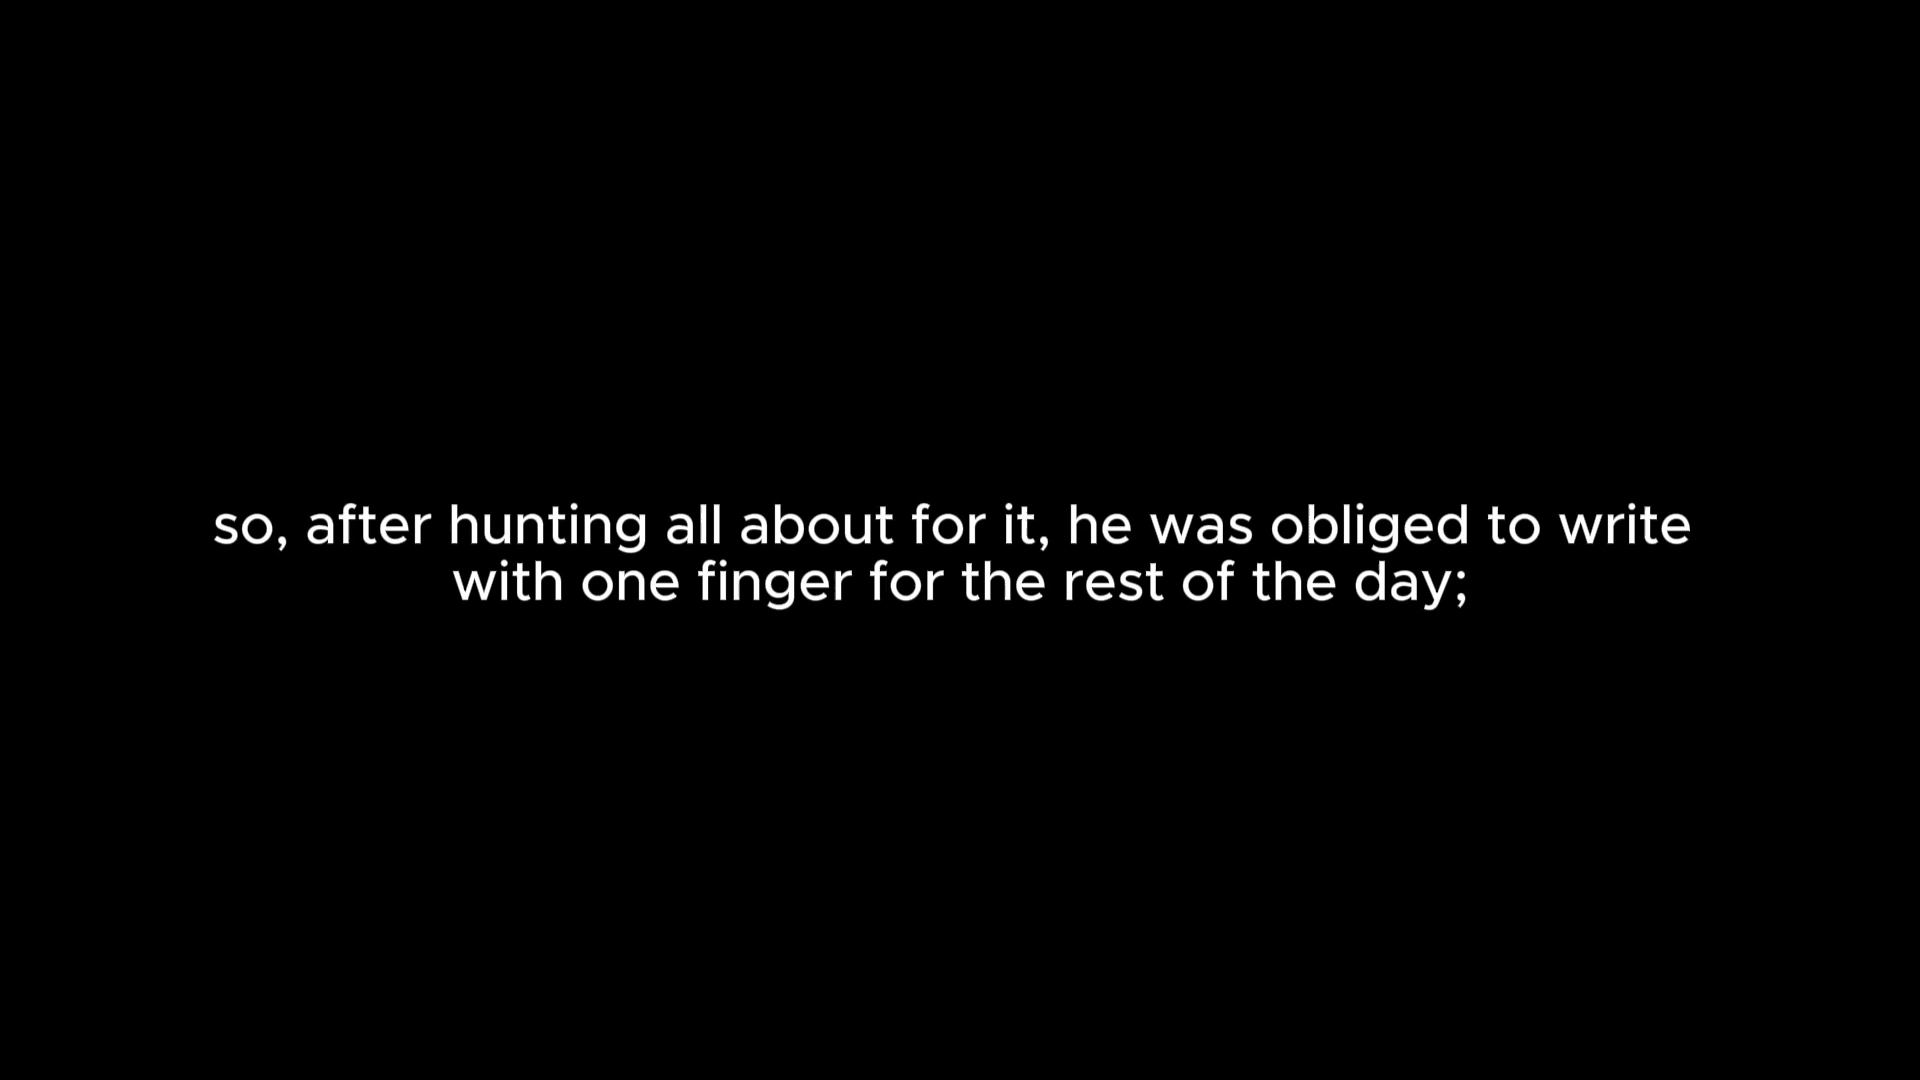 so, after hunting all about for it, he was obliged to write
with one finger for the rest of the day;